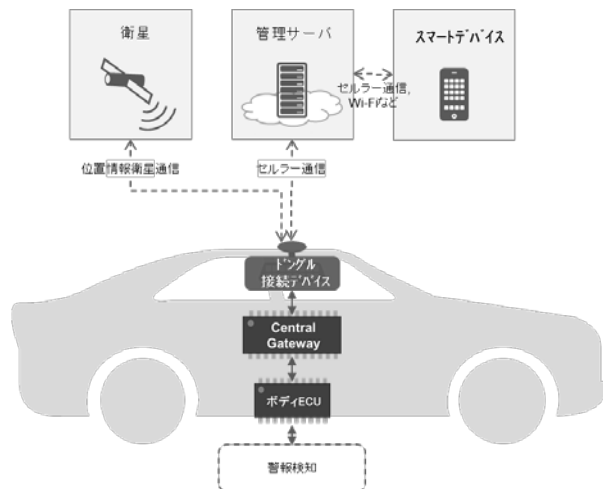 衛星
管理サーバ
スマートデバイス
セルラー通信,
Wi-Fiなど
位置情報衛星通信
セルラー通信
ドングル
接続デバイス
Central
Gateway
ボディECU
警報検知